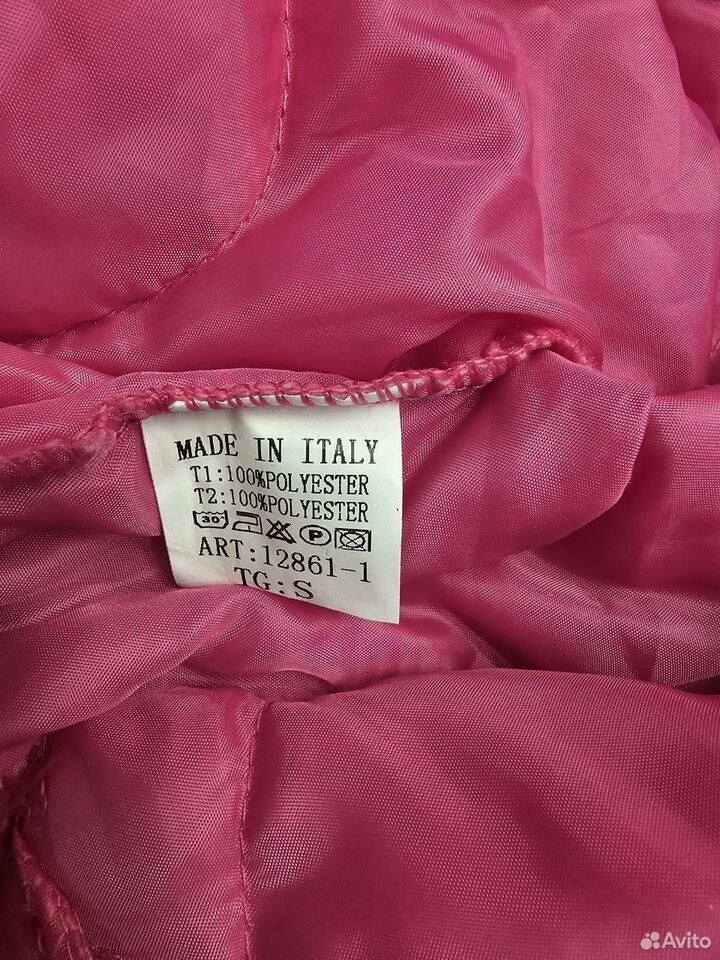 MADE IN ITALY
T1:100%POLYESTER
T2:100%POLYESTER
30° P
ART:12861-1
TG:S
Avito